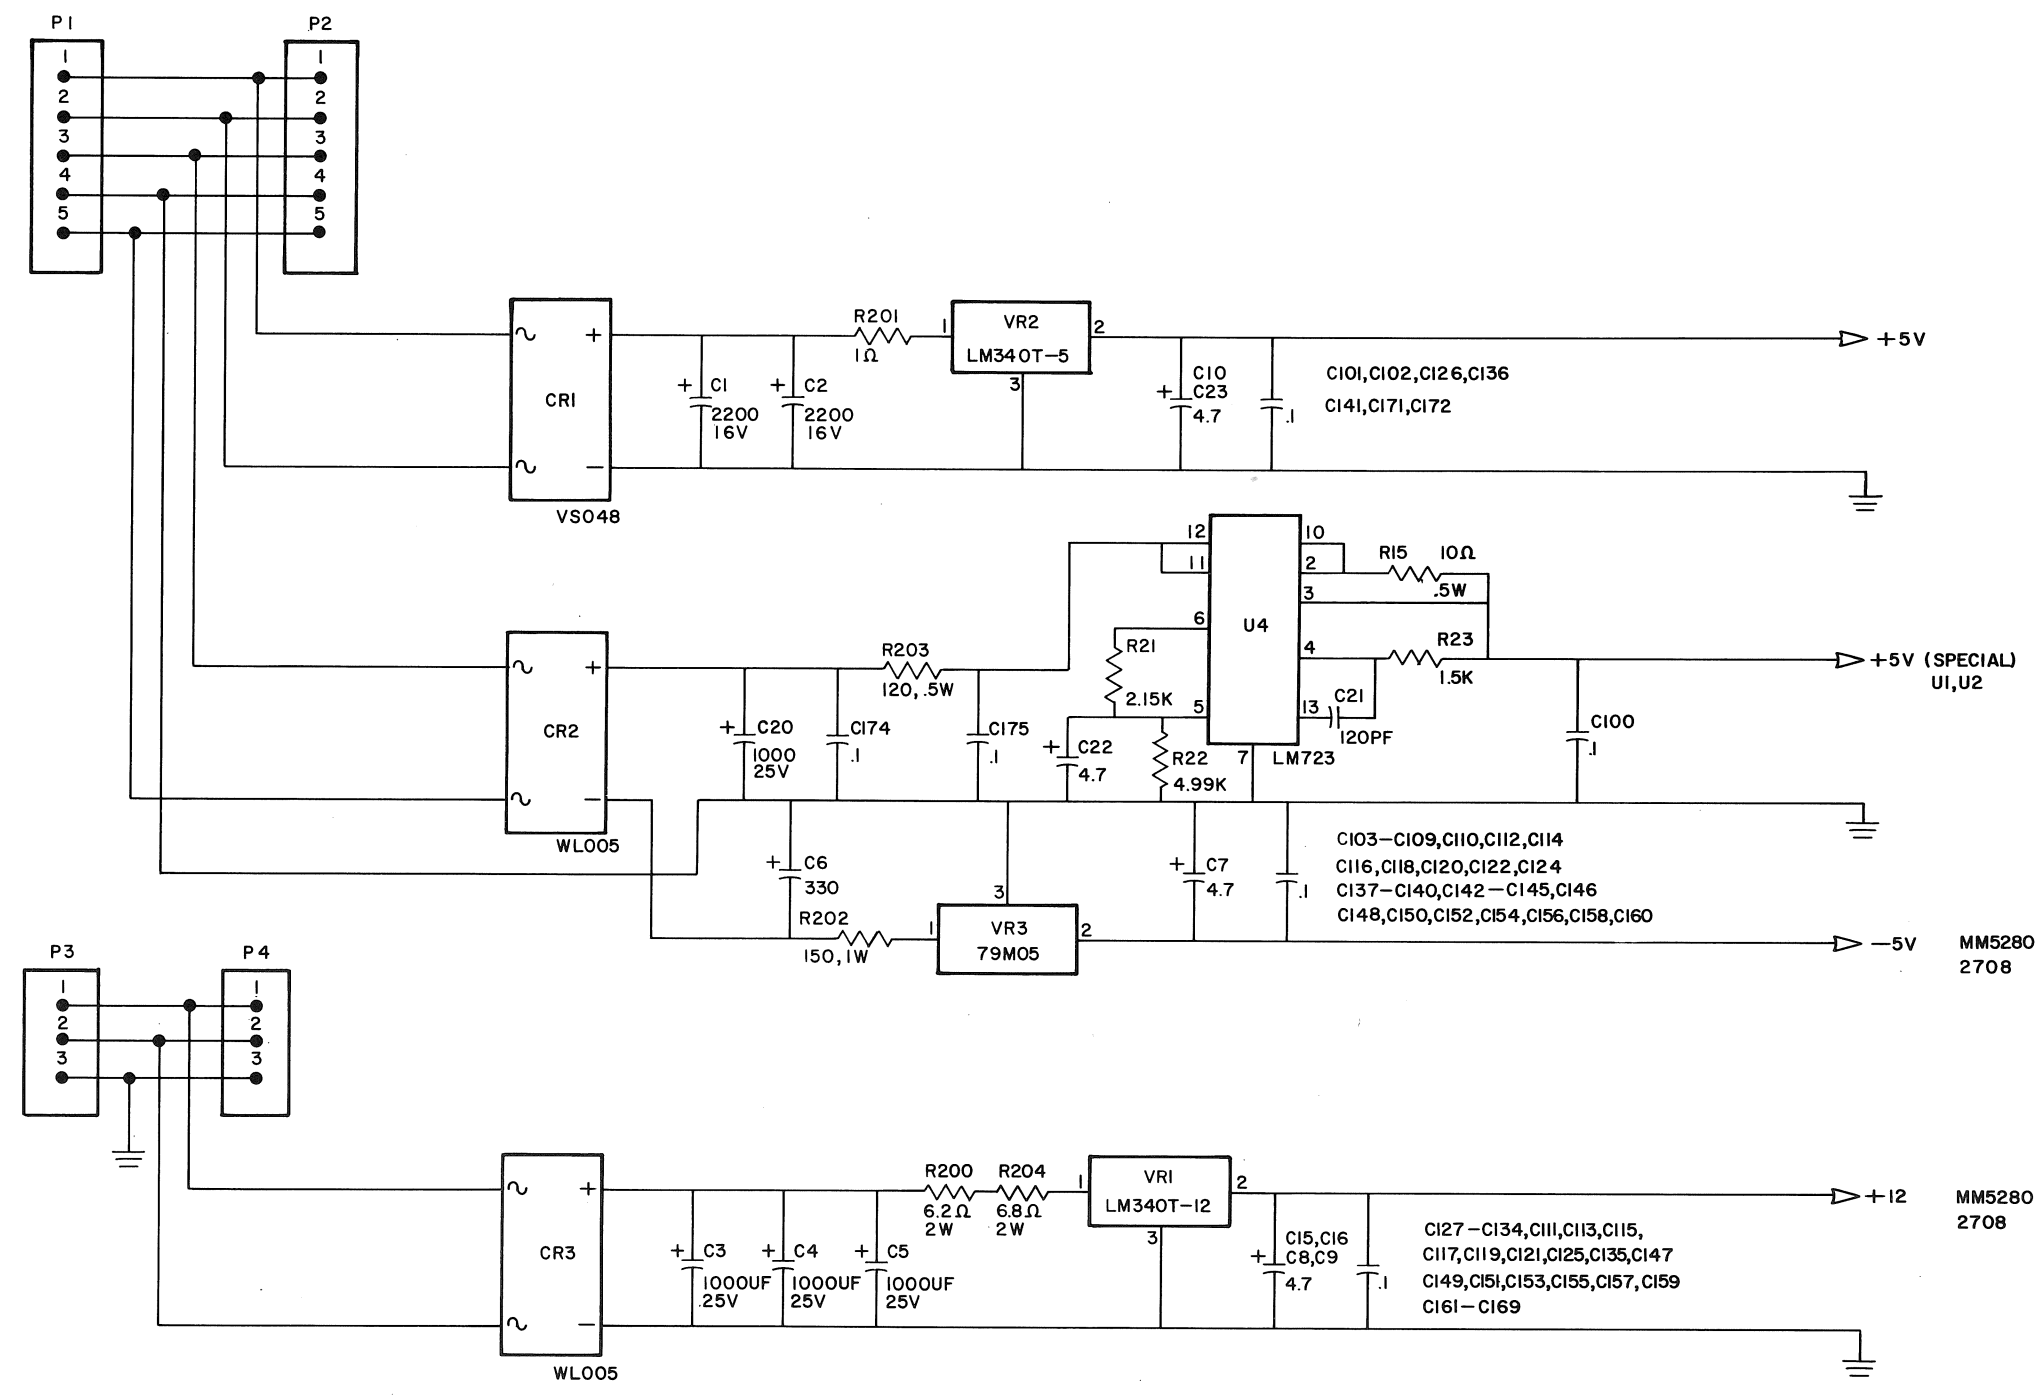 P1
P2
1
2
3
4
5
1
2
3
4
5
CR1
+
−
VS048
+ C1
2200
16V
+ C2
2200
16V
R201
1Ω
1
VR2
LM340T-5
2
3
C10
+ C23
4.7
.1
C101,C102,C126,C136
C141,C171,C172
+5V
CR2
+
−
WL005
+ C20
1000
25V
C174
.1
R203
120, .5W
C175
.1
12
11
6
5
U4
10
2
3
4
13
7
LM723
R21
2.15K
+ C22
4.7
R22
4.99K
R15 10Ω
.5W
R23
1.5K
C21
120PF
C100
.1
+5V (SPECIAL)
U1,U2
+ C6
330
R202
150,1W
1
3
VR3
79M05
2
+ C7
4.7
.1
C103-C109,C110,C112,C114
C116,C118,C120,C122,C124
C137-C140,C142-C145,C146
C148,C150,C152,C154,C156,C158,C160
-5V MM5280
2708
P3
P4
1
2
3
1
2
3
CR3
+
−
WL005
+ C3
1000UF
25V
+ C4
1000UF
25V
+ C5
1000UF
25V
R200
6.2Ω
2W
R204
6.8Ω
2W
1
VR1
LM340T-12
2
3
C15,C16
+ C8,C9
4.7
.1
C127-C134,C111,C113,C115,
C117,C119,C121,C125,C135,C147
C149,C151,C153,C155,C157,C159
C161-C169
+12 MM5280
2708